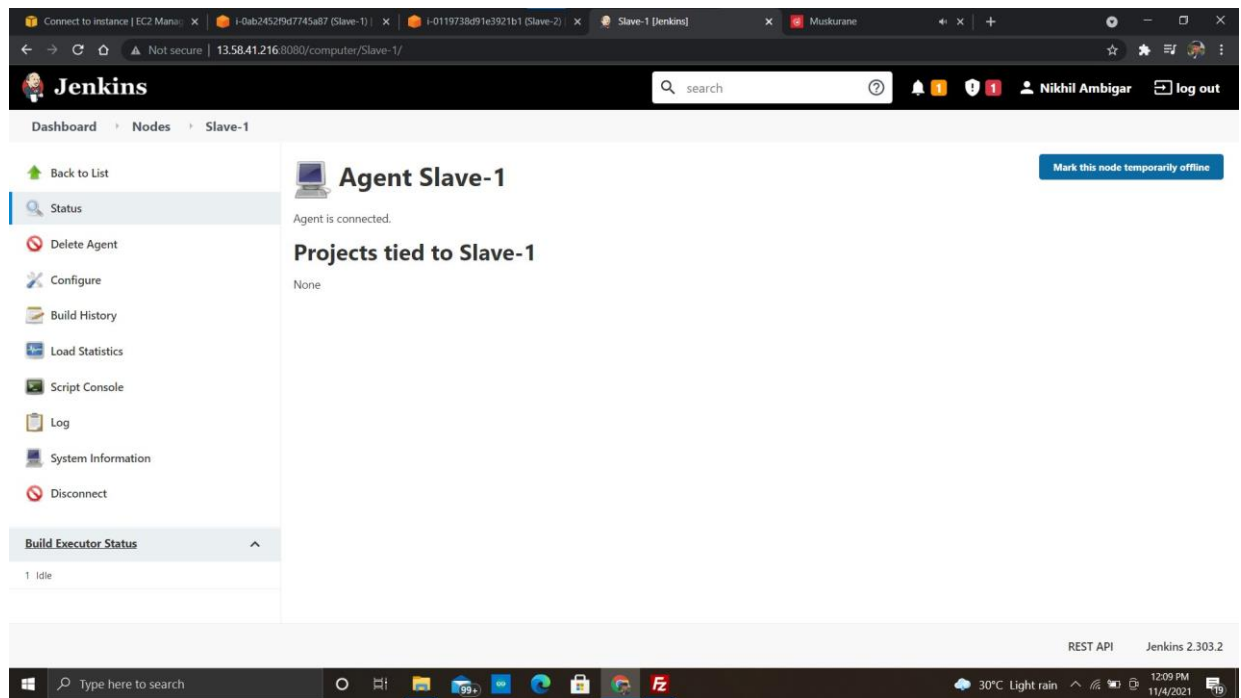 Connect to instance | EC2 Manag
i-0ab2452f9d7745a87 (Slave-1) |
i-0119738d91e3921b1 (Slave-2) |
Slave-1 [Jenkins]
Muskurane
Not secure | 13.58.41.216:8080/computer/Slave-1/
Jenkins
search
1
1
Nikhil Ambigar
log out
Dashboard
Nodes
Slave-1
Back to List
Status
Delete Agent
Configure
Build History
Load Statistics
Script Console
Log
System Information
Disconnect
Build Executor Status
1 Idle
Agent Slave-1
Mark this node temporarily offline
Agent is connected.
Projects tied to Slave-1
None
REST API
Jenkins 2.303.2
Type here to search
99+
30°C Light rain
12:09 PM
11/4/2021
19